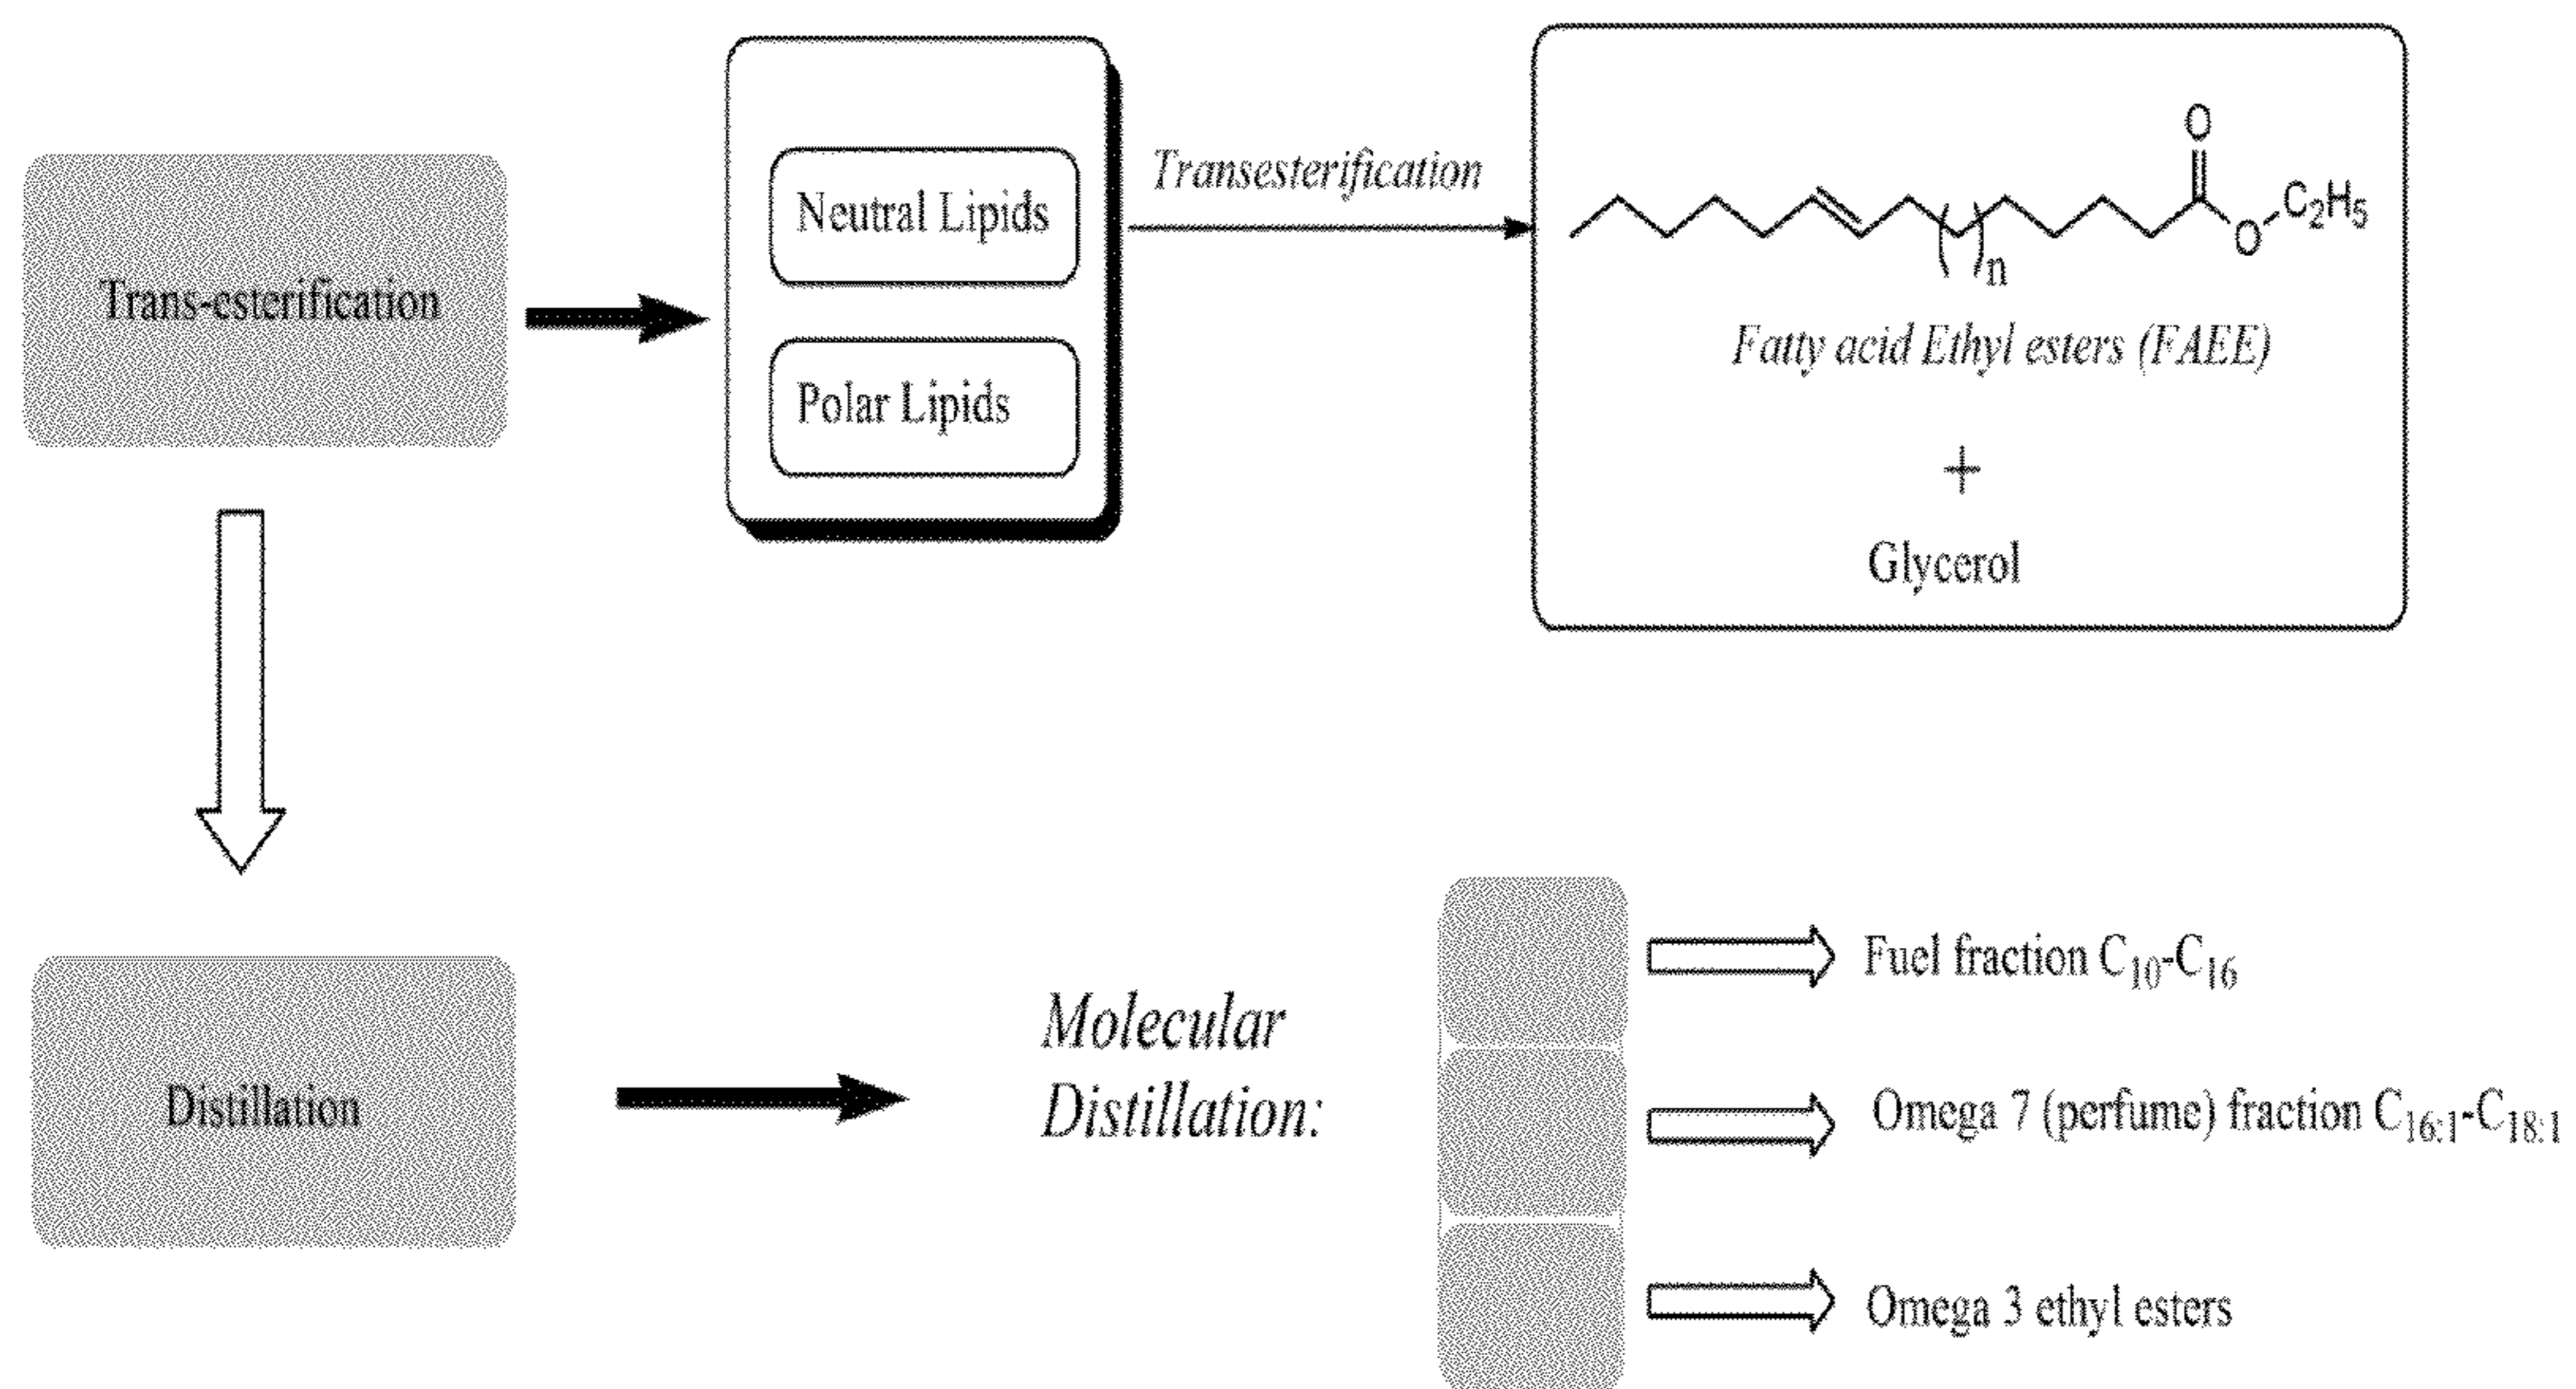 Trans-esterification
Neutral Lipids
Polar Lipids
Transesterification
O
O
C2H5
n
Fatty acid Ethyl esters (FAEE)
+
Glycerol
Distillation
Molecular
Distillation:
Fuel fraction C10-C16
Omega 7 (perfume) fraction C16:1-C18:1
Omega 3 ethyl esters